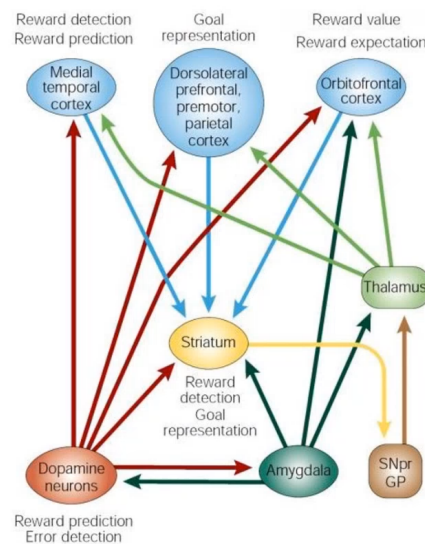 Reward detection
Reward prediction
Goal
representation
Reward value
Reward expectation
Medial
temporal
cortex
Dorsolateral
prefrontal,
premotor,
parietal
cortex
Orbitofrontal
cortex
Thalamus
Striatum
Reward
detection
Goal
representation
Dopamine
neurons
Amygdala
SNpr
GP
Reward prediction
Error detection